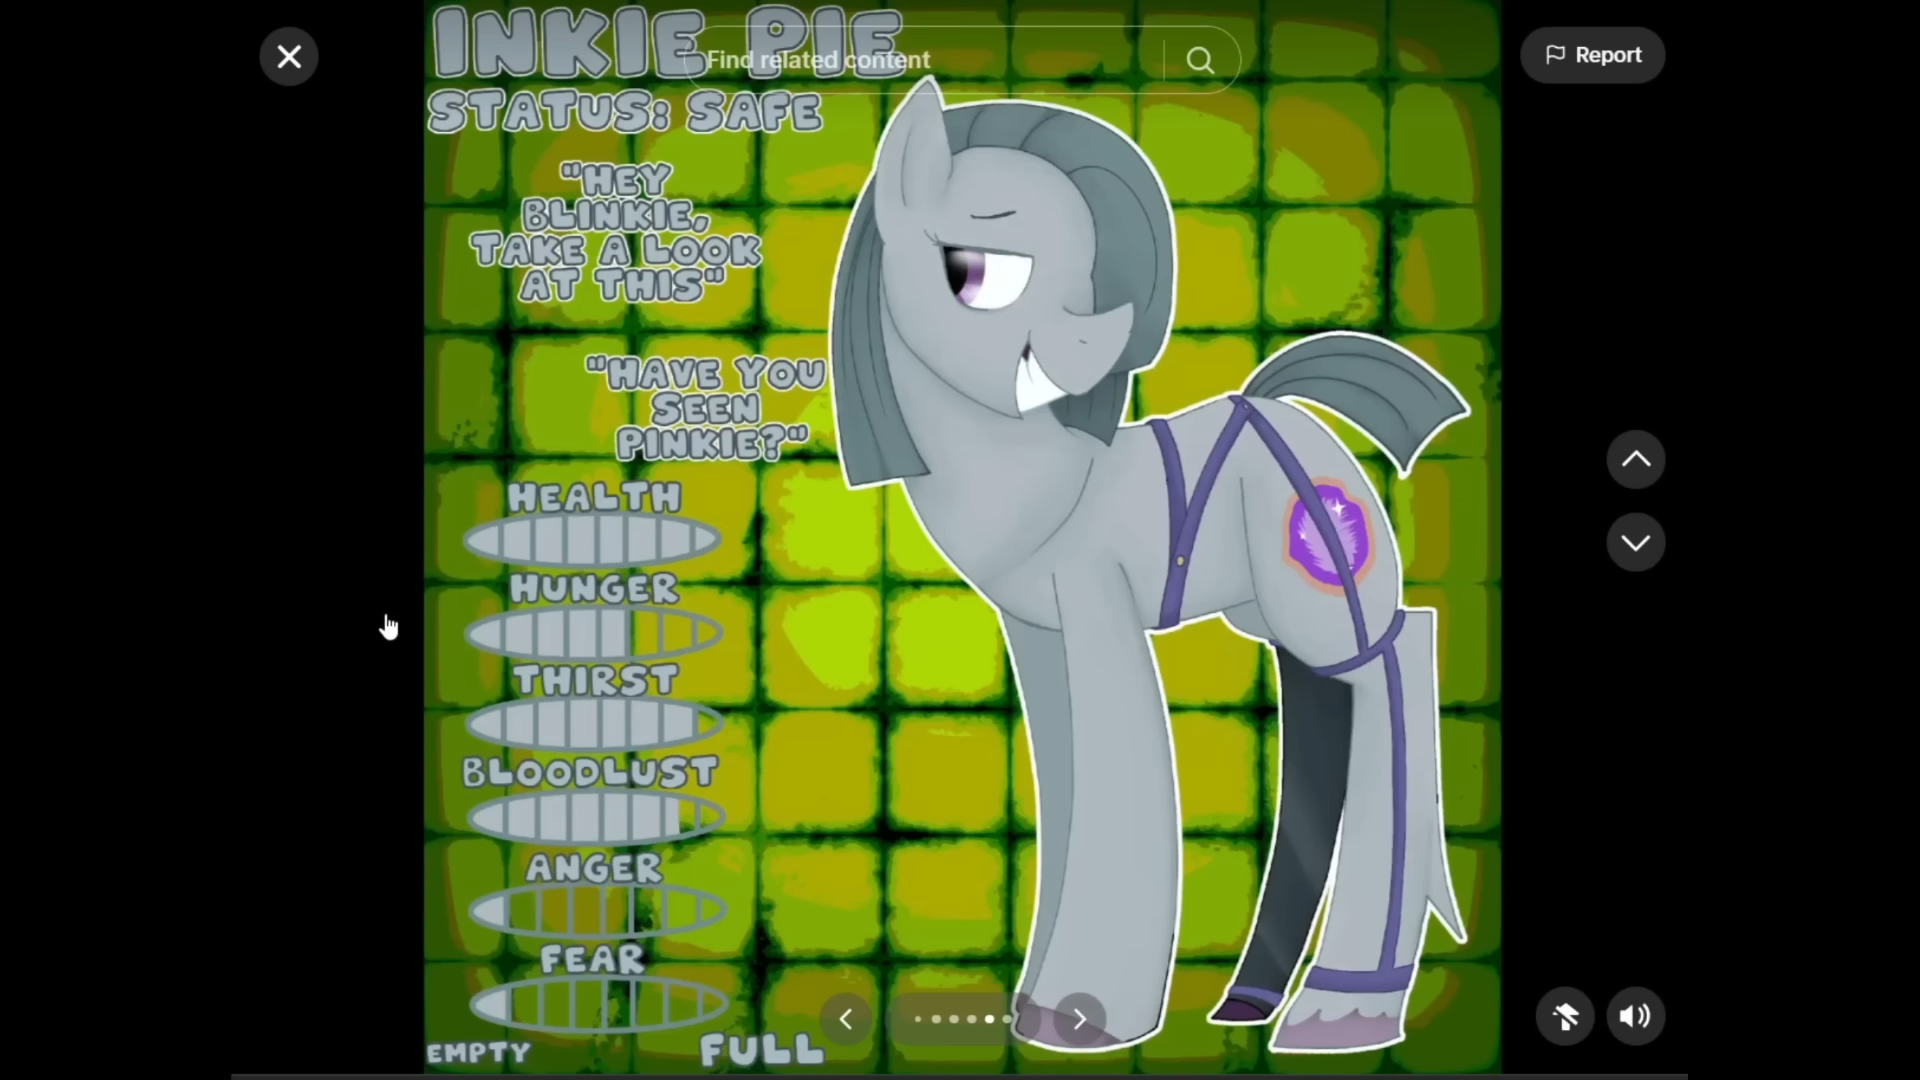 INKIE PIE
Find related content
Report
STATUS: SAFE
"HEY
BLINKIE,
TAKE A LOOK
AT THIS"
"HAVE YOU
SEEN
PINKIE?"
HEALTH
HUNGER
THIRST
BLOODLUST
ANGER
FEAR
EMPTY
FULL